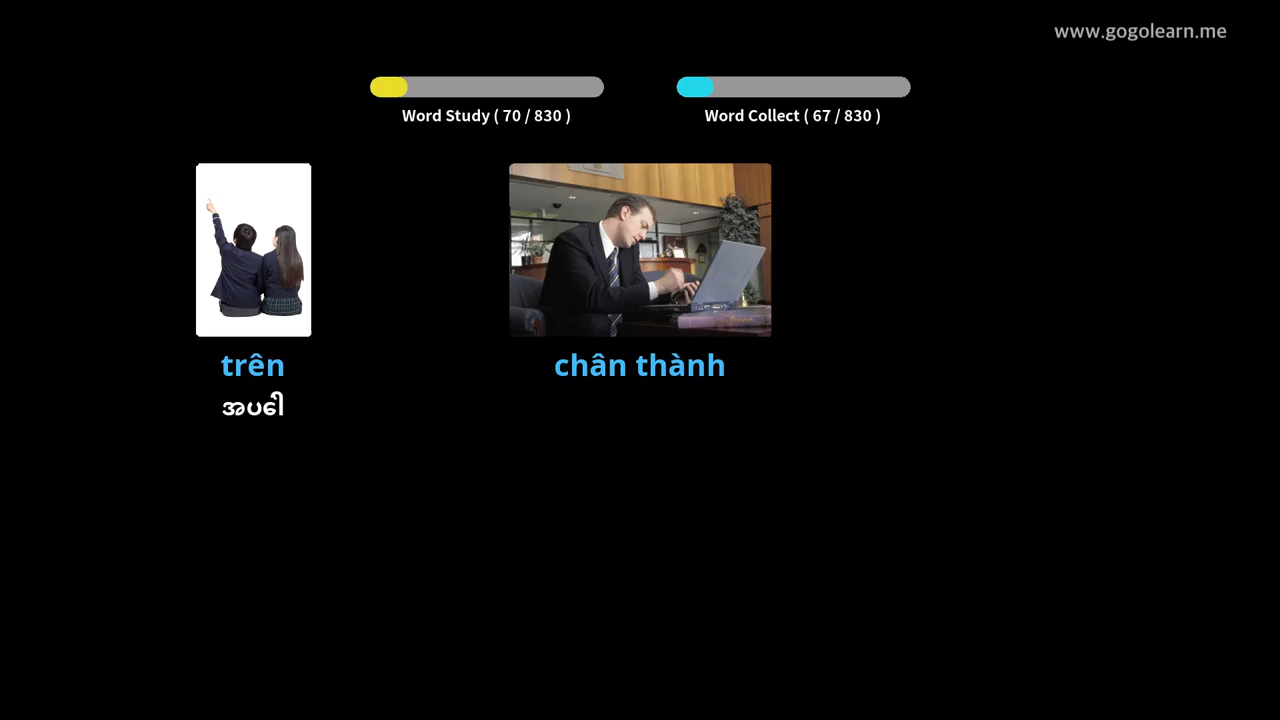 www.gogolearn.me
Word Study ( 70 / 830 )
Word Collect ( 67 / 830 )
trên
chân thành
အပေါ်